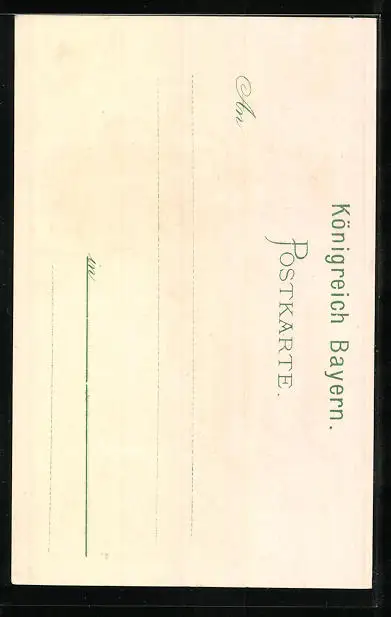 Königreich Bayern.
POSTKARTE.
An
in